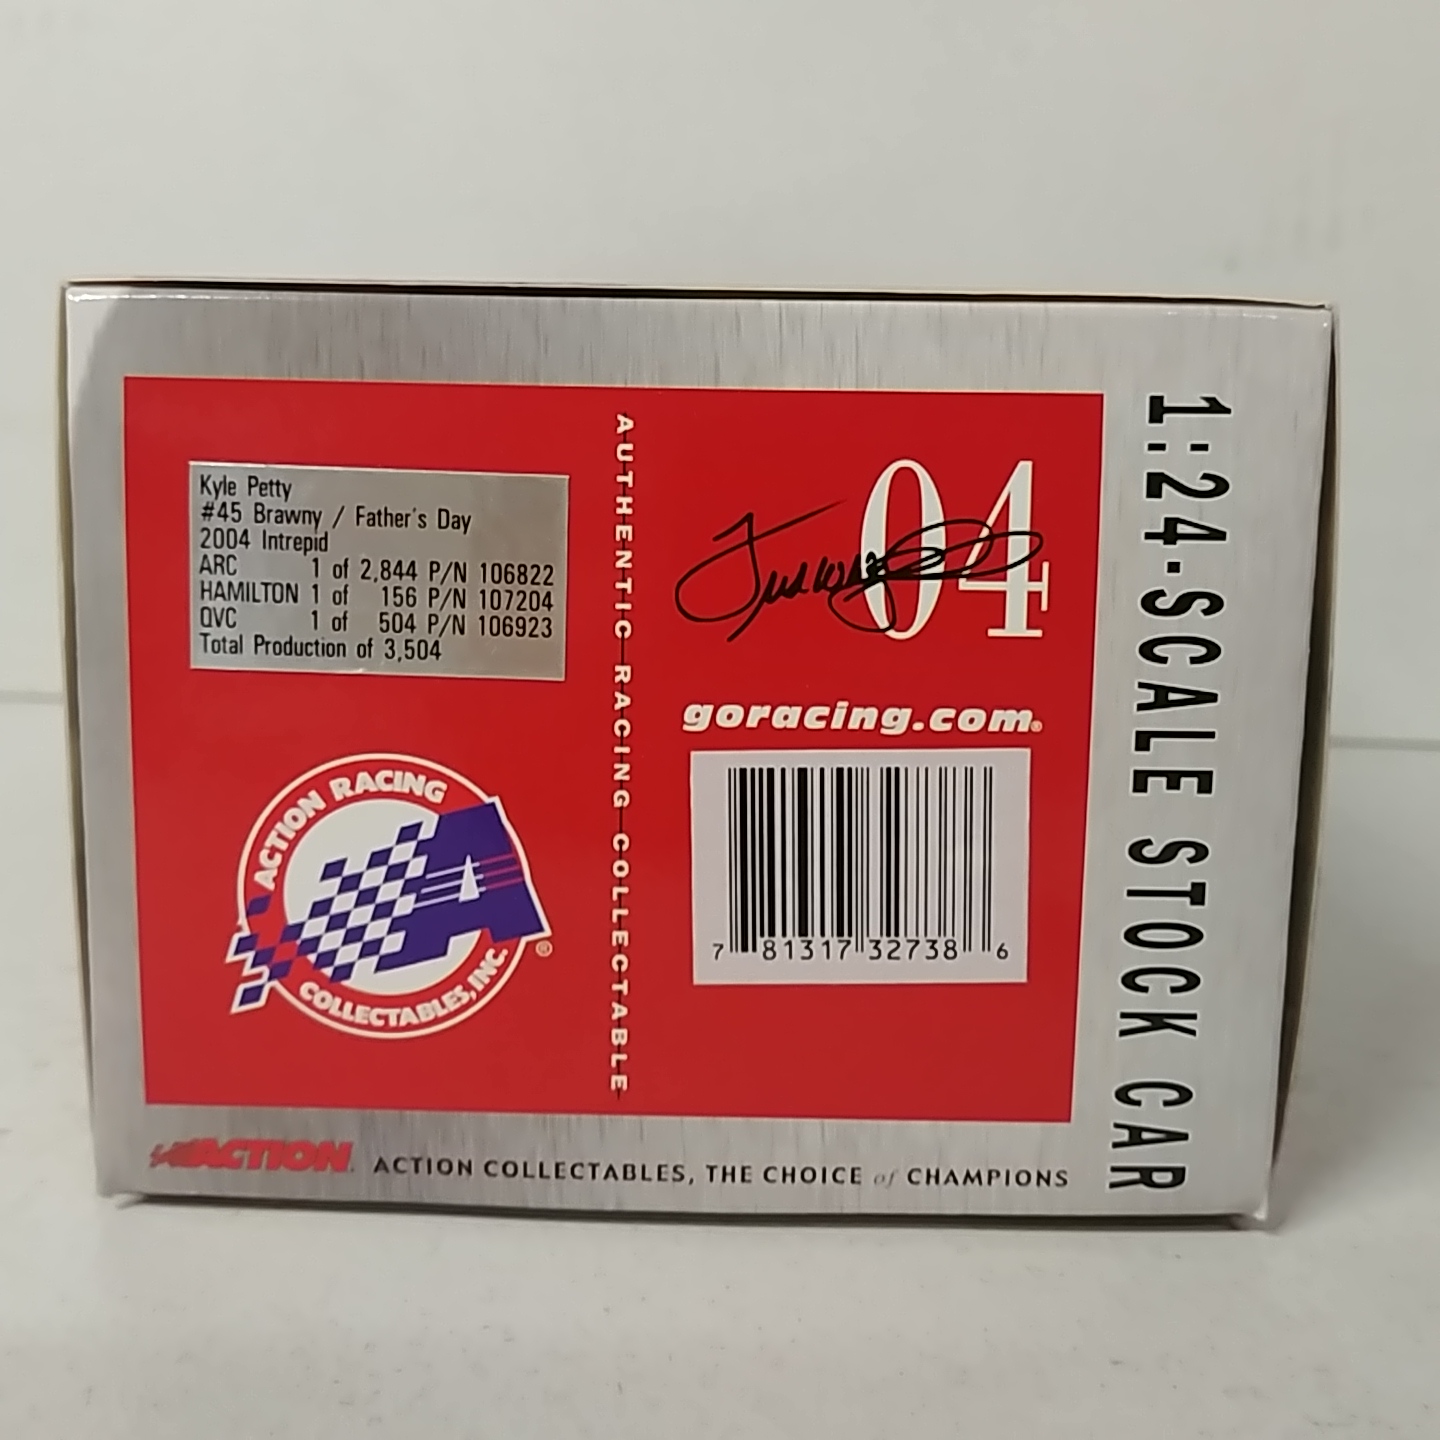 Kyle Petty
#45 Brawny / Father's Day
2004 Intrepid
ARC 1 of 2,844 P/N 106822
HAMILTON 1 of 156 P/N 107204
QVC 1 of 504 P/N 106923
Total Production of 3,504
ACTION RACING
COLLECTABLES, INC.
®
AUTHENTIC RACING COLLECTABLE
04
goracing.com®
7 81317 32738 6
1:24-SCALE STOCK CAR
ACTION
ACTION COLLECTABLES, THE CHOICE of CHAMPIONS